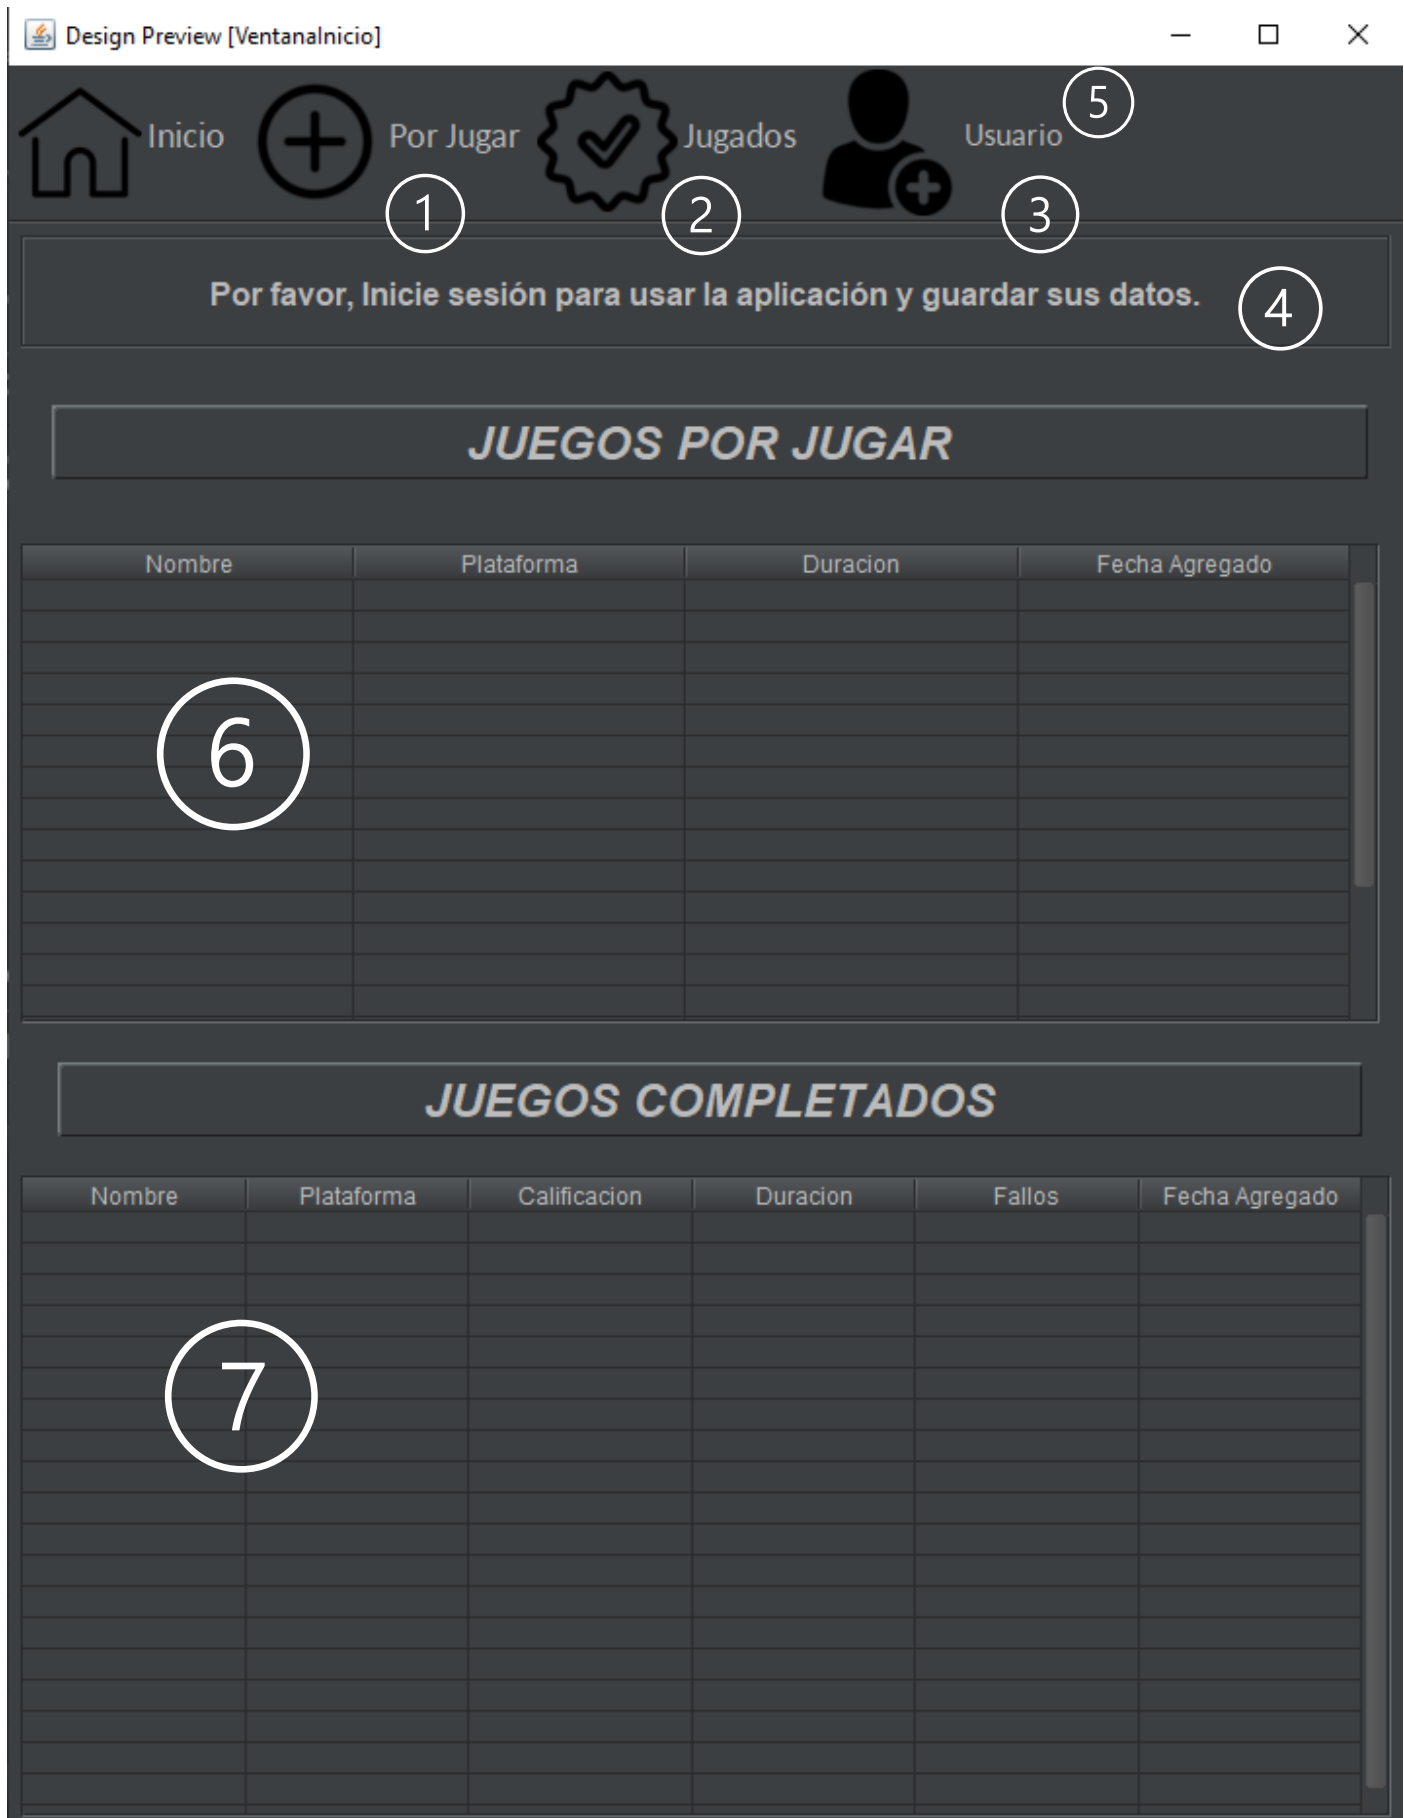 Design Preview [VentanaInicio]
Inicio Por Jugar Jugados Usuario 5
1 2 3
Por favor, Inicie sesión para usar la aplicación y guardar sus datos. 4
JUEGOS POR JUGAR
Nombre Plataforma Duracion Fecha Agregado
6
JUEGOS COMPLETADOS
Nombre Plataforma Calificacion Duracion Fallos Fecha Agregado
7